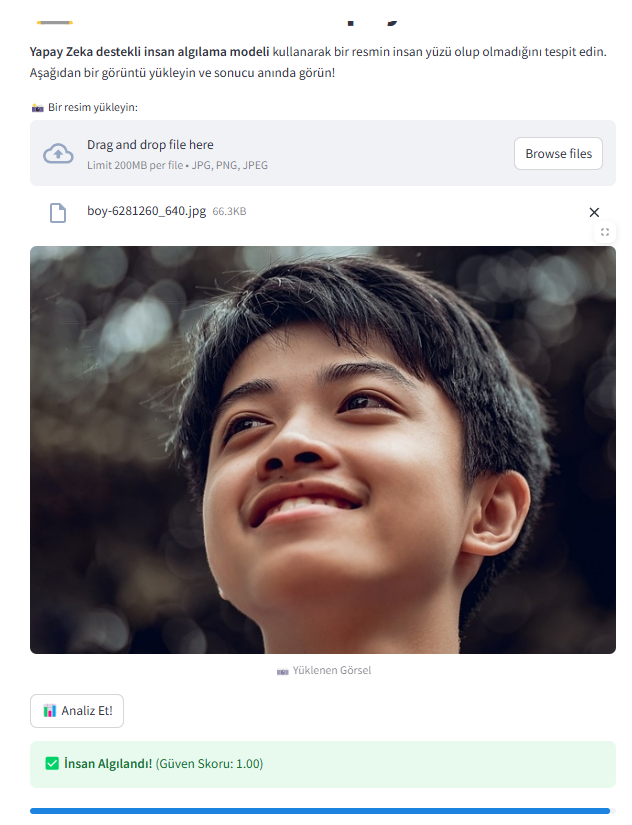 Yapay Zeka destekli insan algılama modeli kullanarak bir resmin insan yüzü olup olmadığını tespit edin.
Aşağıdan bir görüntü yükleyin ve sonucu anında görün!
Bir resim yükleyin:
Drag and drop file here
Limit 200MB per file • JPG, PNG, JPEG
Browse files
boy-6281260_640.jpg 66.3KB
Yüklenen Görsel
Analiz Et!
İnsan Algılandı! (Güven Skoru: 1.00)